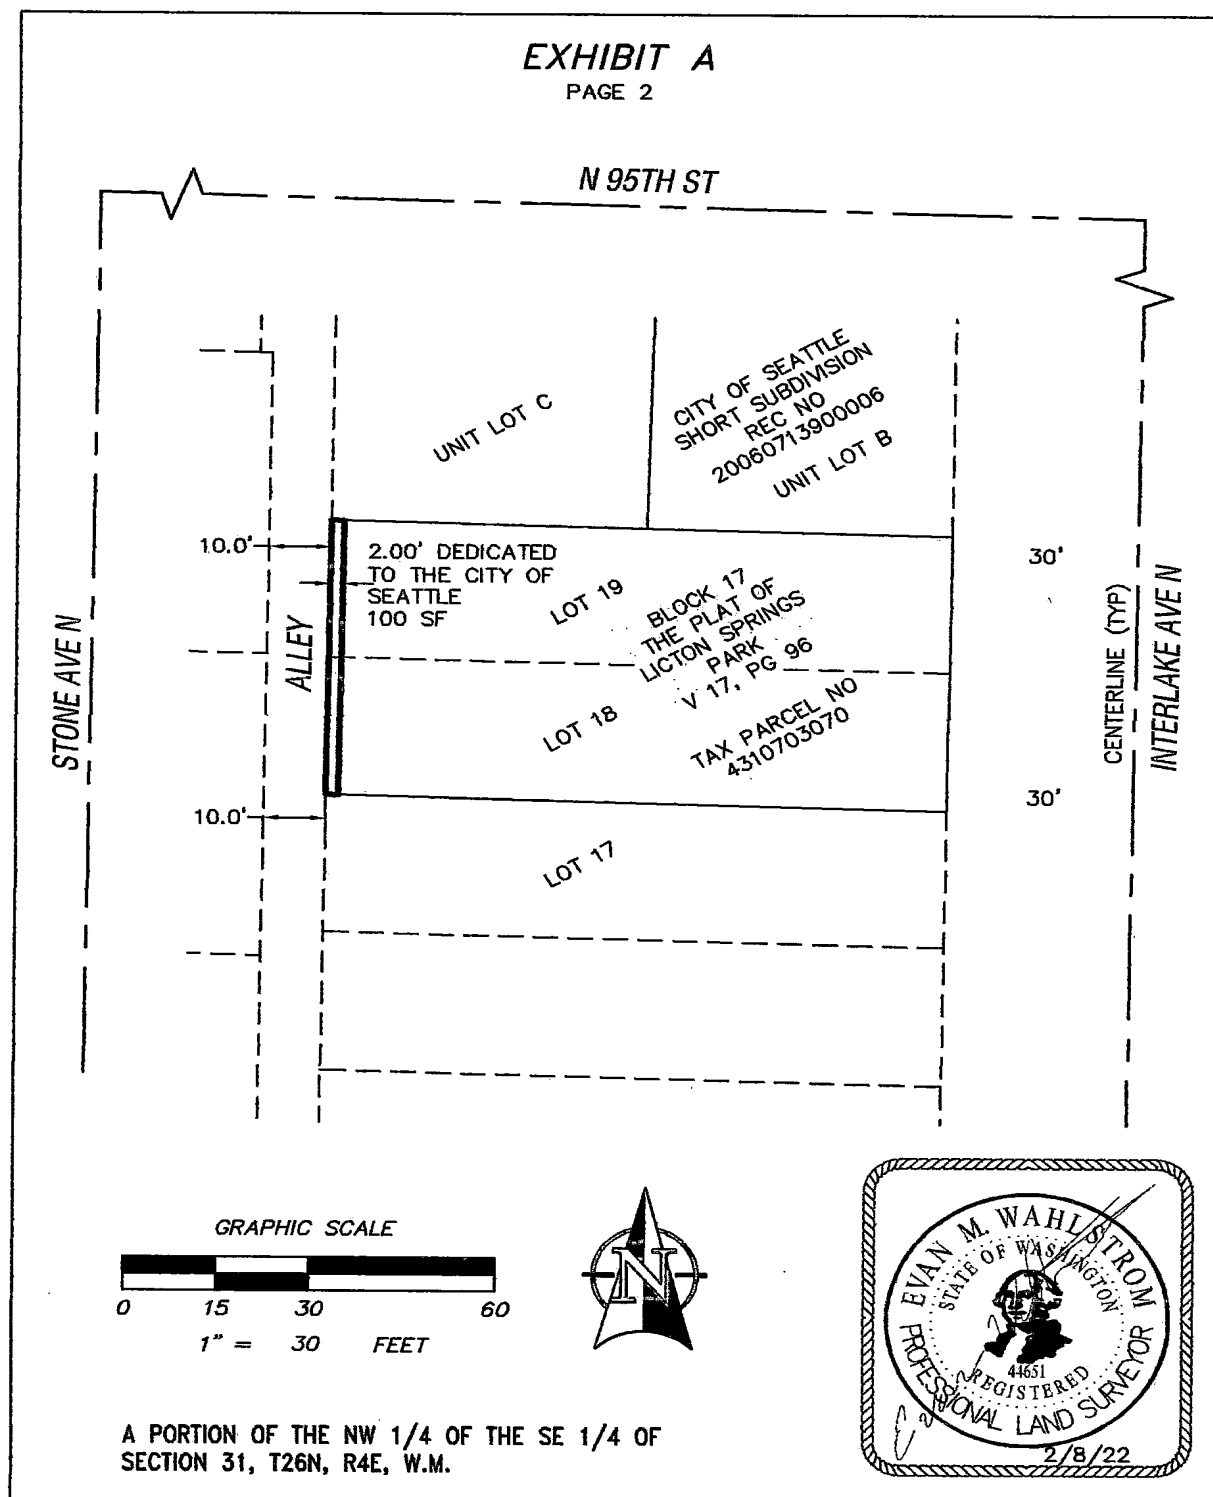 EXHIBIT A
PAGE 2
N 95TH ST
UNIT LOT C
CITY OF SEATTLE
SHORT SUBDIVISION
REC NO
20060713900006
UNIT LOT B
10.0'
2.00' DEDICATED
TO THE CITY OF
SEATTLE
100 SF
LOT 19
BLOCK 17
THE PLAT OF
LICTON SPRINGS
PARK
V 17, PG 96
30'
STONE AVE N
ALLEY
LOT 18
TAX PARCEL NO
4310703070
CENTERLINE (TYP)
INTERLAKE AVE N
10.0'
30'
LOT 17
GRAPHIC SCALE
0 15 30 60
1" = 30 FEET
N
EVAN M. WAHLSTROM
STATE OF WASHINGTON
44651
REGISTERED
PROFESSIONAL LAND SURVEYOR
2/8/22
A PORTION OF THE NW 1/4 OF THE SE 1/4 OF
SECTION 31, T26N, R4E, W.M.